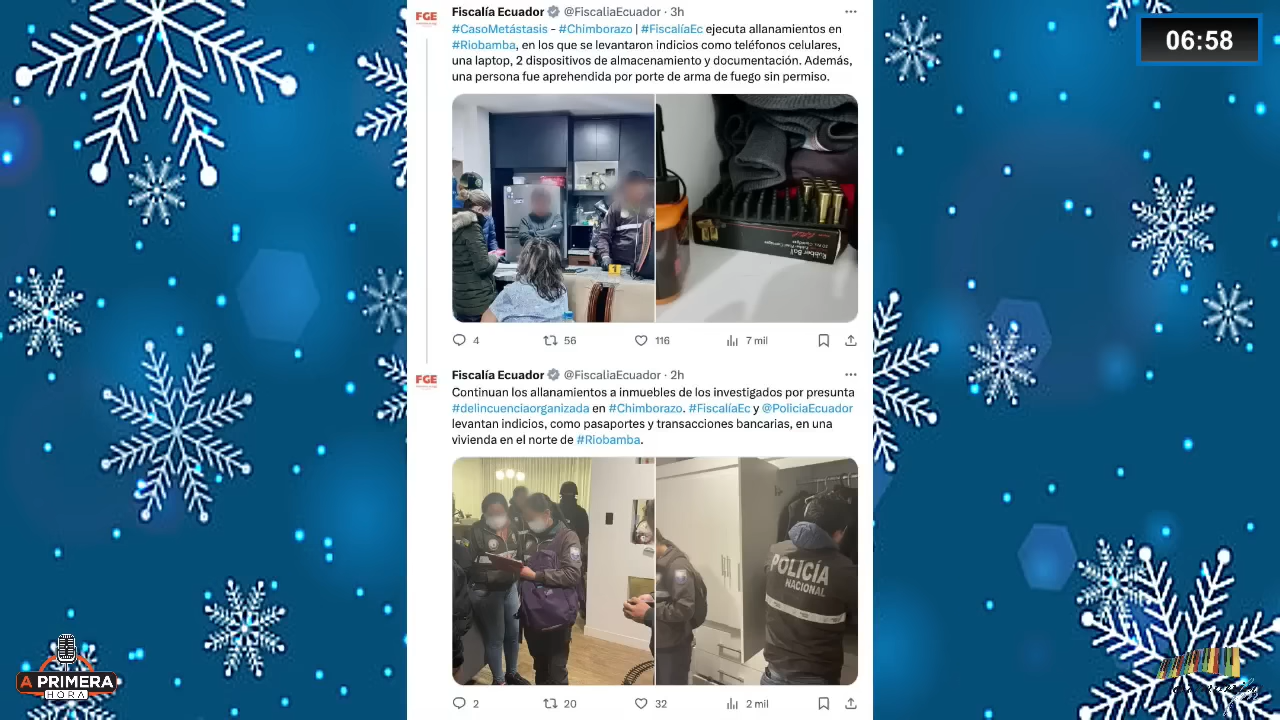 06:58
FGE
Fiscalía Ecuador @FiscaliaEcuador · 3h
#CasoMetástasis - #Chimborazo | #FiscalíaEc ejecuta allanamientos en
#Riobamba, en los que se levantaron indicios como teléfonos celulares,
una laptop, 2 dispositivos de almacenamiento y documentación. Además,
una persona fue aprehendida por porte de arma de fuego sin permiso.
1
Rubber Ball
4 56 116 7 mil
FGE
Fiscalía Ecuador @FiscaliaEcuador · 2h
Continuan los allanamientos a inmuebles de los investigados por presunta
#delincuenciaorganizada en #Chimborazo. #FiscalíaEc y @PoliciaEcuador
levantan indicios, como pasaportes y transacciones bancarias, en una
vivienda en el norte de #Riobamba.
POLICÍA
NACIONAL
2 20 32 2 mil
A PRIMERA
HORA